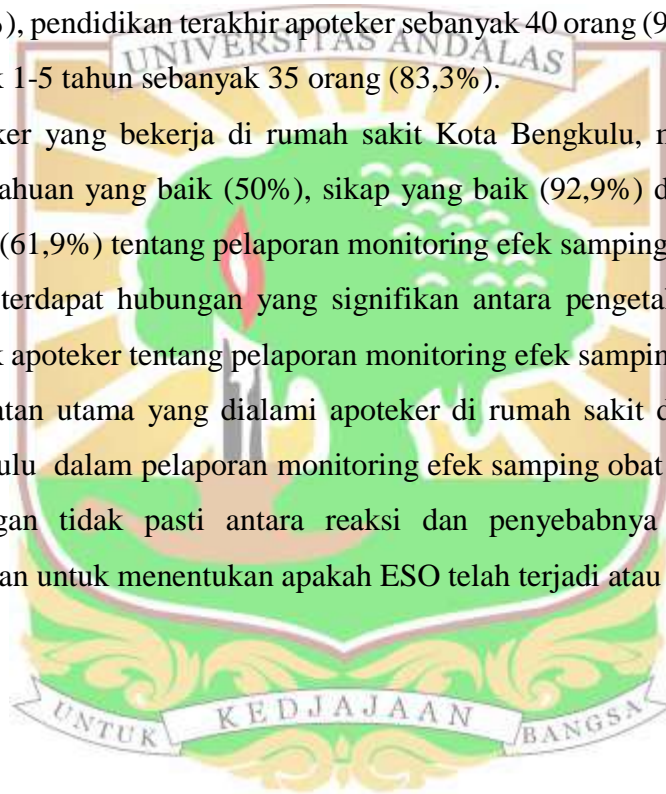 ), pendidikan terakhir apoteker sebanyak 40 orang (9
UNIVERSITAS ANDALAS
1-5 tahun sebanyak 35 orang (83,3%).
ker yang bekerja di rumah sakit Kota Bengkulu,
ahuan yang baik (50%), sikap yang baik (92,9%) d
(61,9%) tentang pelaporan monitoring efek samping
terdapat hubungan yang signifikan antara pengeta
k apoteker tentang pelaporan monitoring efek sampin
atan utama yang dialami apoteker di rumah sakit d
ulu dalam pelaporan monitoring efek samping obat
gan tidak pasti antara reaksi dan penyebabnya
an untuk menentukan apakah ESO telah terjadi atau
UNTUK KEDJAJAAN BANGSA